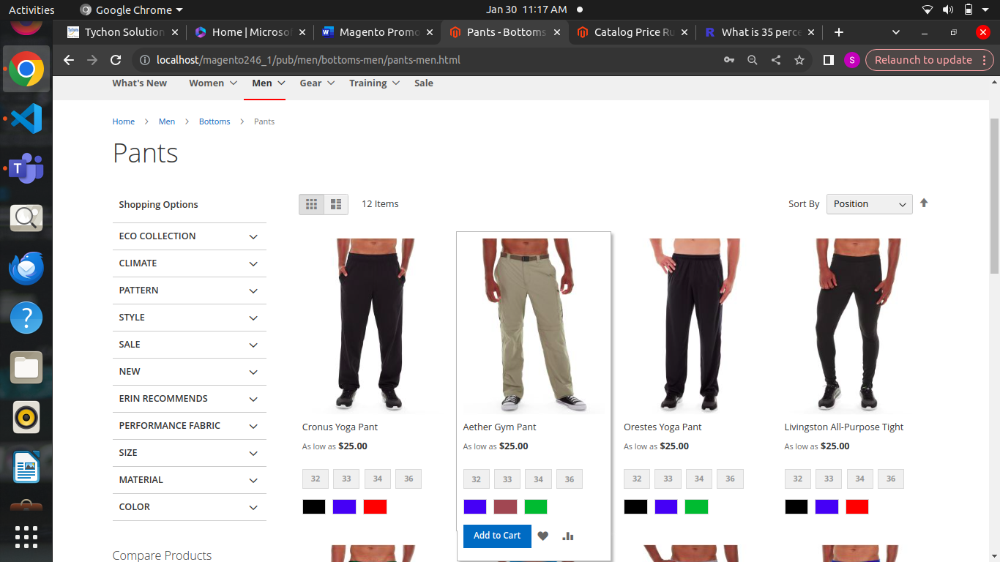 Activities Google Chrome Jan 30 11:17 AM
Tychon Solution Home | Microsof Magento Promo Pants - Bottoms Catalog Price Ru What is 35 perce
localhost/magento246_1/pub/men/bottoms-men/pants-men.html S Relaunch to update
What's New Women Men Gear Training Sale
Home Men Bottoms Pants
Pants
Shopping Options
12 Items
Sort By Position
ECO COLLECTION
CLIMATE
PATTERN
STYLE
SALE
NEW
ERIN RECOMMENDS
PERFORMANCE FABRIC
SIZE
MATERIAL
COLOR
Compare Products
Cronus Yoga Pant
As low as $25.00
32 33 34 36
Aether Gym Pant
As low as $25.00
32 33 34 36
Add to Cart
Orestes Yoga Pant
As low as $25.00
32 33 34 36
Livingston All-Purpose Tight
As low as $25.00
32 33 34 36